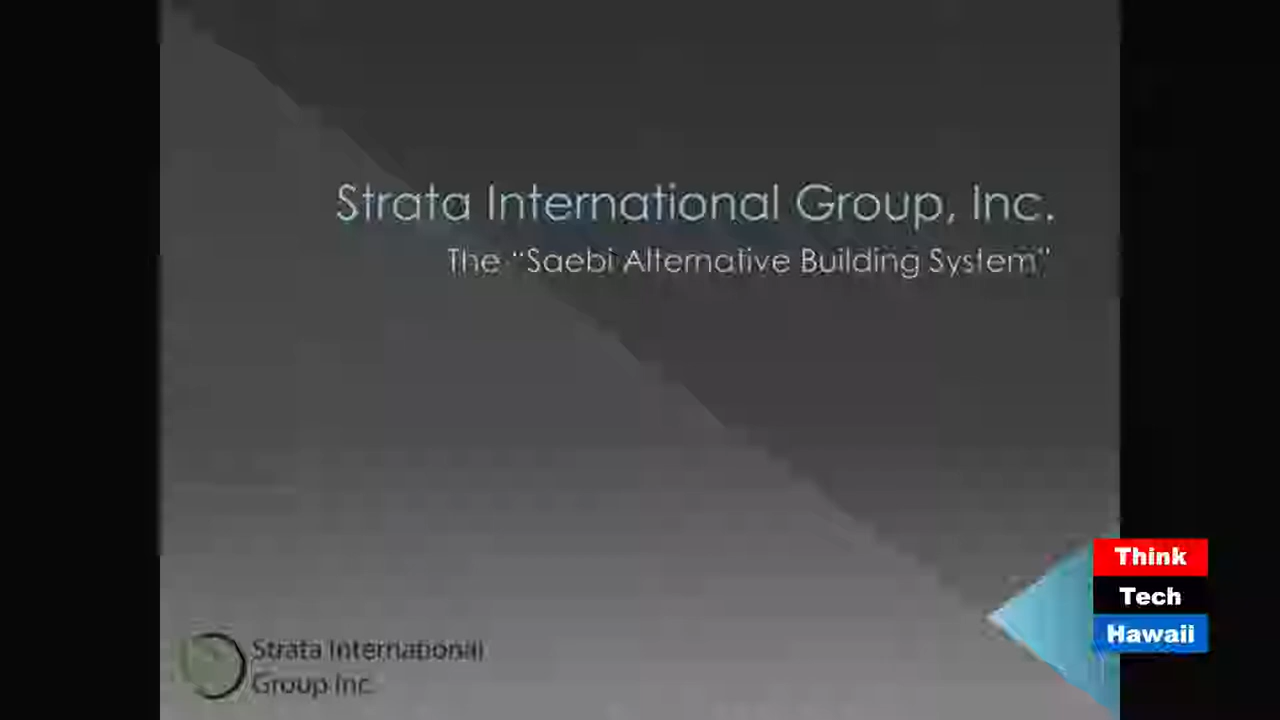 Strata International Group, Inc.
The “Saebi Alternative Building System”
Think
Tech
Hawaii
Strata International
Group Inc.